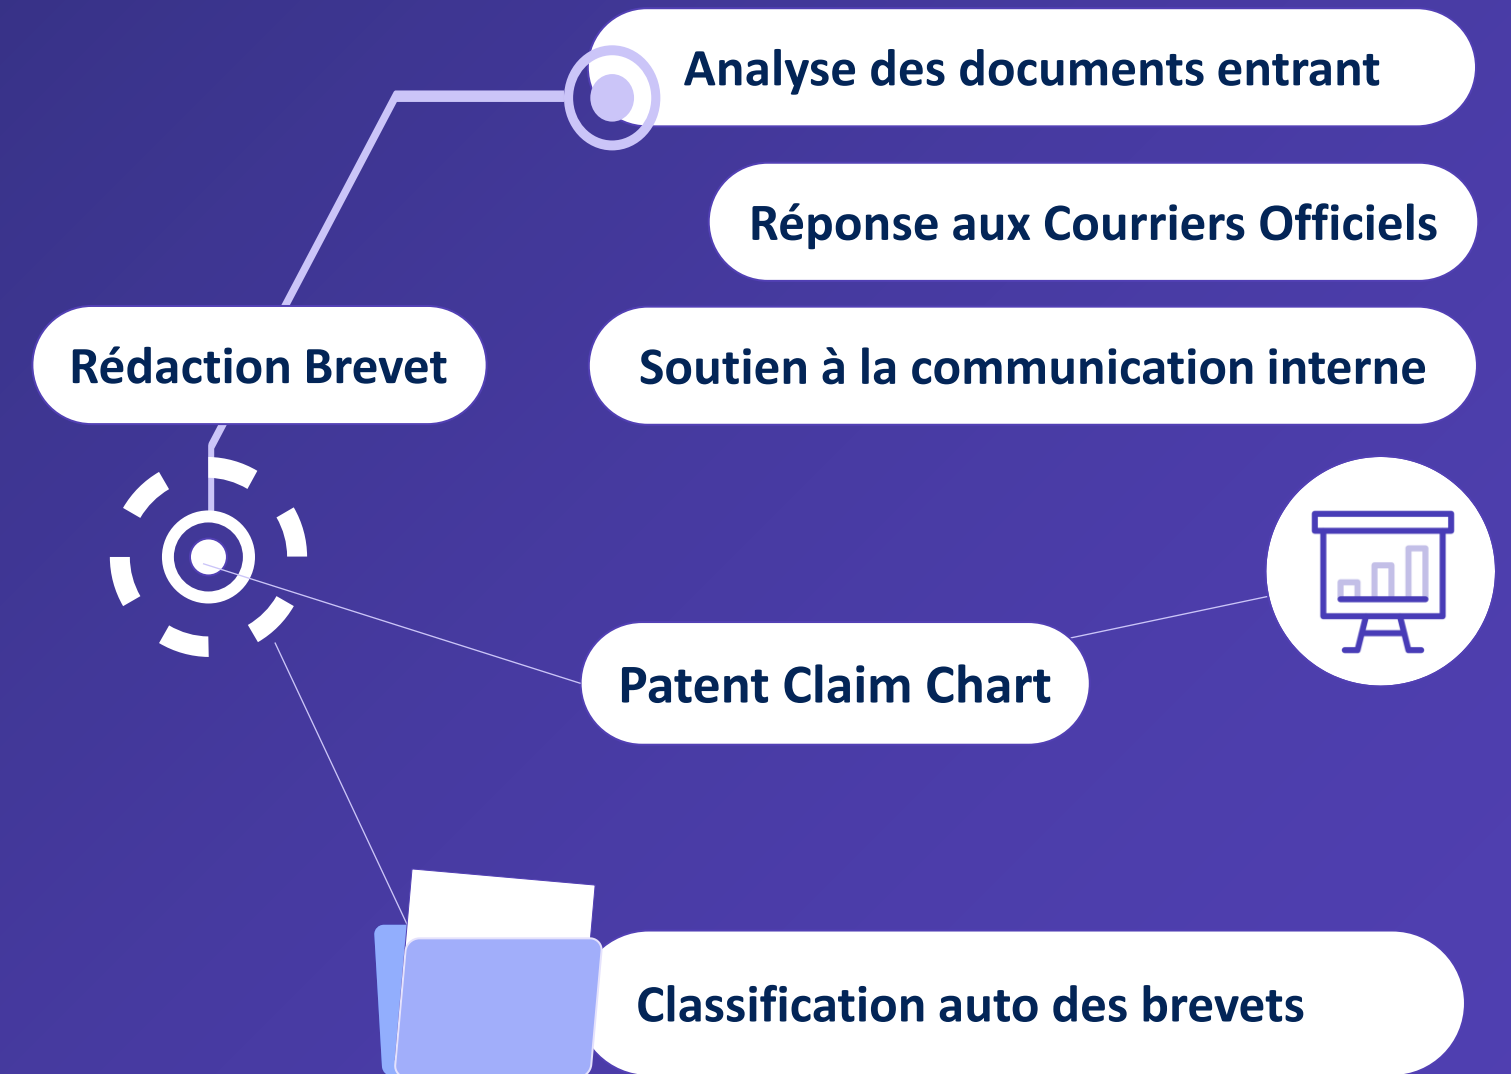 Analyse des documents entrant
Réponse aux Courriers Officiels
Rédaction Brevet
Soutien à la communication interne
Patent Claim Chart
Classification auto des brevets